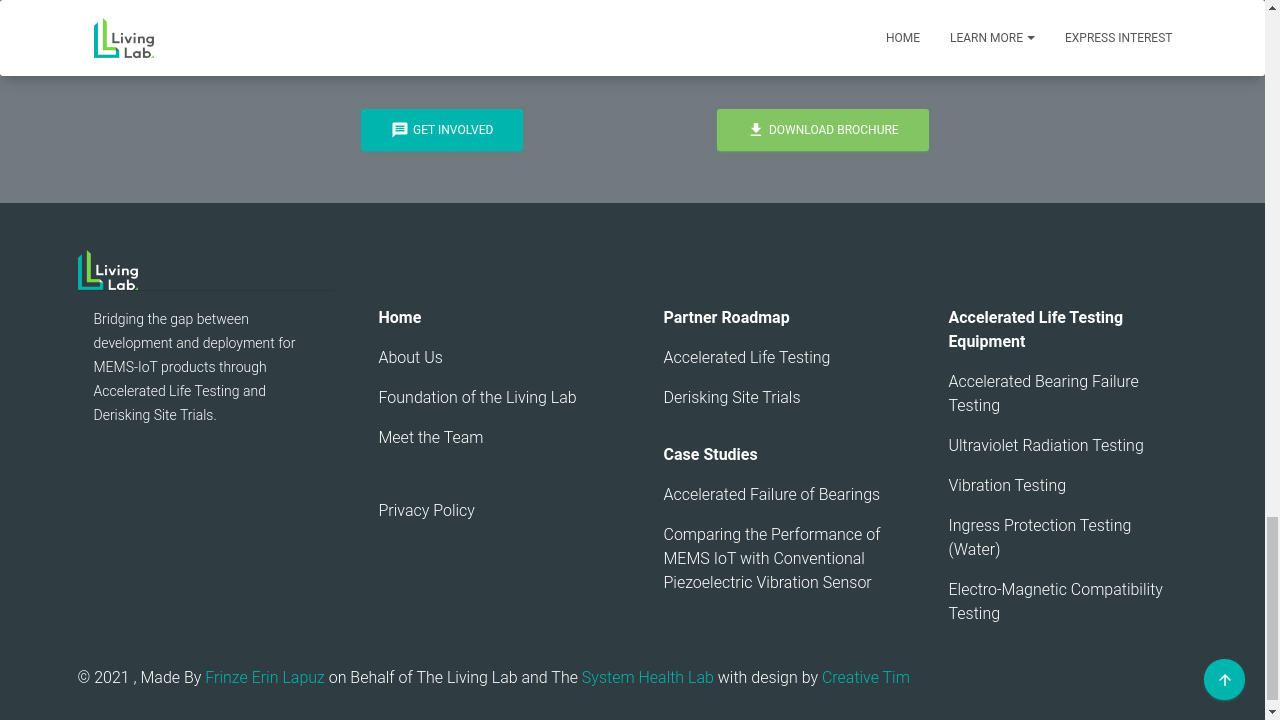 Living
Lab.
HOME
LEARN MORE
EXPRESS INTEREST
GET INVOLVED
DOWNLOAD BROCHURE
Living
Lab.
Bridging the gap between
development and deployment for
MEMS-IoT products through
Accelerated Life Testing and
Derisking Site Trials.
Home
About Us
Foundation of the Living Lab
Meet the Team
Privacy Policy
Partner Roadmap
Accelerated Life Testing
Derisking Site Trials
Case Studies
Accelerated Failure of Bearings
Comparing the Performance of
MEMS IoT with Conventional
Piezoelectric Vibration Sensor
Accelerated Life Testing
Equipment
Accelerated Bearing Failure
Testing
Ultraviolet Radiation Testing
Vibration Testing
Ingress Protection Testing
(Water)
Electro-Magnetic Compatibility
Testing
© 2021 , Made By Frinze Erin Lapuz on Behalf of The Living Lab and The System Health Lab with design by Creative Tim